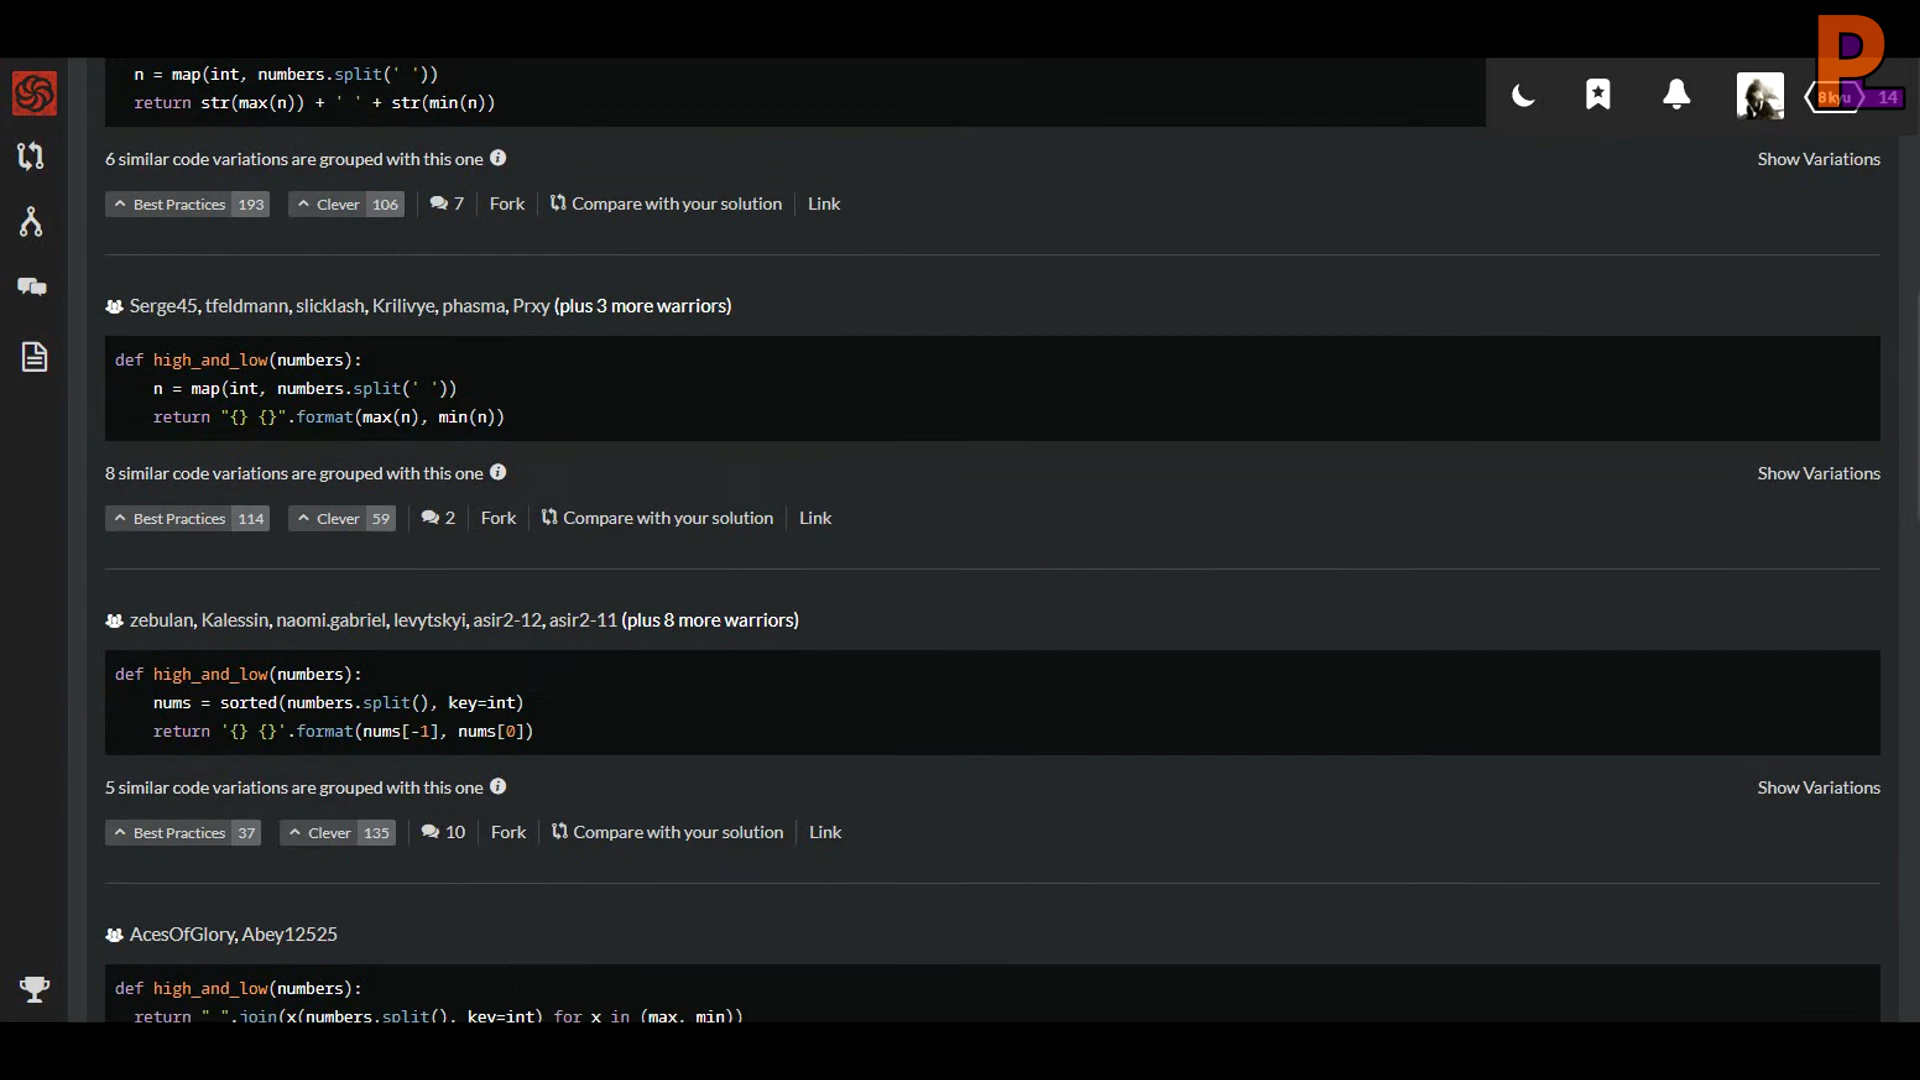 n = map(int, numbers.split(' '))
return str(max(n)) + ' ' + str(min(n))
8 kyu 14
6 similar code variations are grouped with this one
Show Variations
Best Practices 193 Clever 106 7 Fork Compare with your solution Link
Serge45, tfeldmann, slicklash, Krilivye, phasma, Prxy (plus 3 more warriors)
def high_and_low(numbers):
n = map(int, numbers.split(' '))
return "{} {}".format(max(n), min(n))
8 similar code variations are grouped with this one
Show Variations
Best Practices 114 Clever 59 2 Fork Compare with your solution Link
zebulan, Kalessin, naomi.gabriel, levytskyi, asir2-12, asir2-11 (plus 8 more warriors)
def high_and_low(numbers):
nums = sorted(numbers.split(), key=int)
return '{} {}'.format(nums[-1], nums[0])
5 similar code variations are grouped with this one
Show Variations
Best Practices 37 Clever 135 10 Fork Compare with your solution Link
AcesOfGlory, Abey12525
def high_and_low(numbers):
return " ".join(x(numbers.split(), key=int) for x in (max, min))